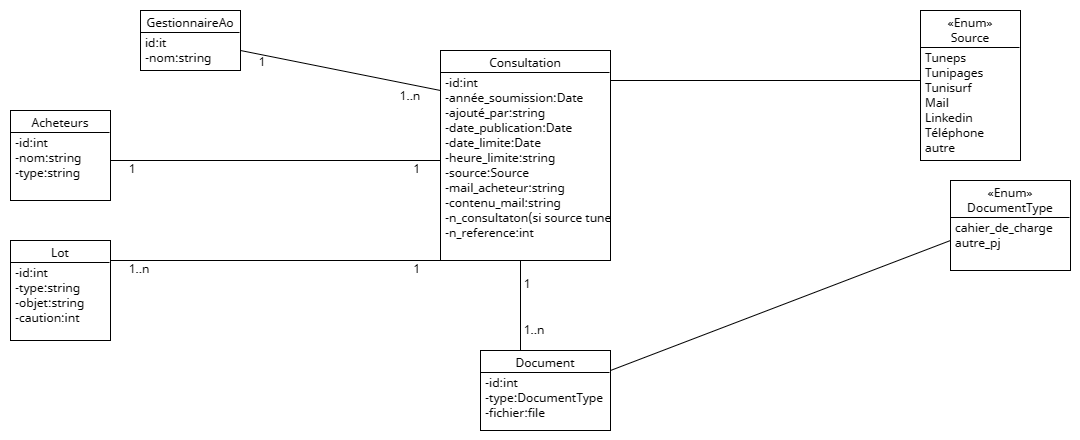 GestionnaireAo
id:it
-nom:string
1
1..n
Acheteurs
-id:int
-nom:string
-type:string
1
1
Lot
-id:int
-type:string
-objet:string
-caution:int
1..n
1
Consultation
-id:int
-année_soumission:Date
-ajouté_par:string
-date_publication:Date
-date_limite:Date
-heure_limite:string
-source:Source
-mail_acheteur:string
-contenu_mail:string
-n_consultaton(si source tune
-n_reference:int
1
1..n
Document
-id:int
-type:DocumentType
-fichier:file
«Enum»
Source
Tuneps
Tunipages
Tunisurf
Mail
Linkedin
Téléphone
autre
«Enum»
DocumentType
cahier_de_charge
autre_pj